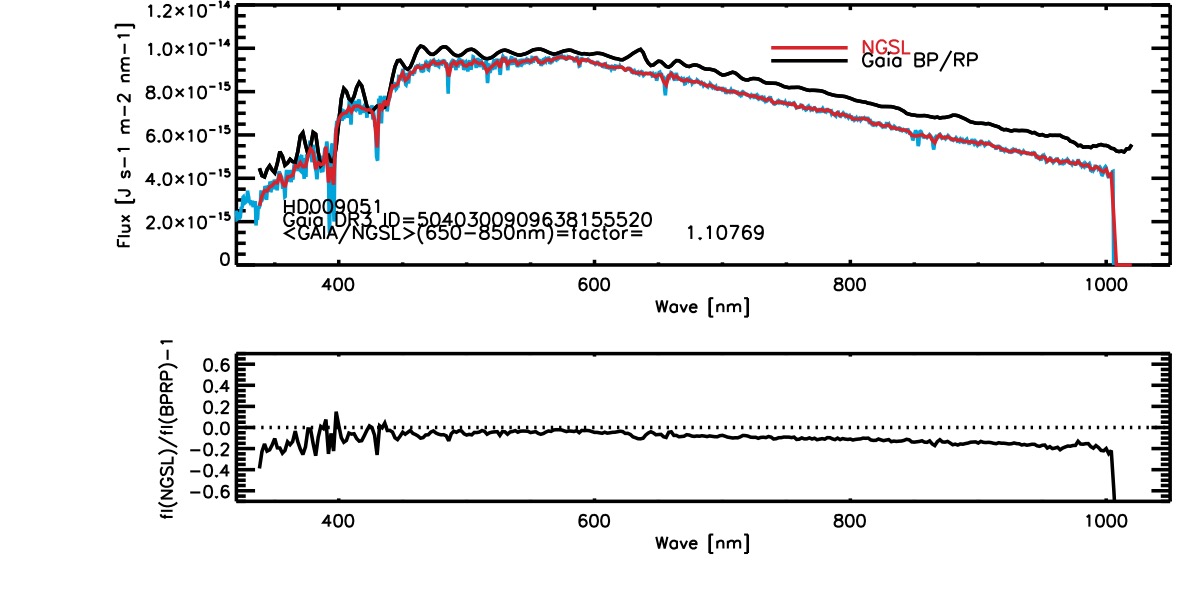 1.2×10⁻¹⁴
1.0×10⁻¹⁴
8.0×10⁻¹⁵
6.0×10⁻¹⁵
4.0×10⁻¹⁵
2.0×10⁻¹⁵
0
Flux [J s−1 m−2 nm−1]
NGSL
Gaia BP/RP
HD009051
Gaia DR3 ID=5040300909638155520
<GAIA/NGSL>(650−850nm)=factor= 1.10769
400 600 800 1000
Wave [nm]
fl(NGSL)/fl(BPRP)−1
0.6
0.4
0.2
0.0
−0.2
−0.4
−0.6
400 600 800 1000
Wave [nm]